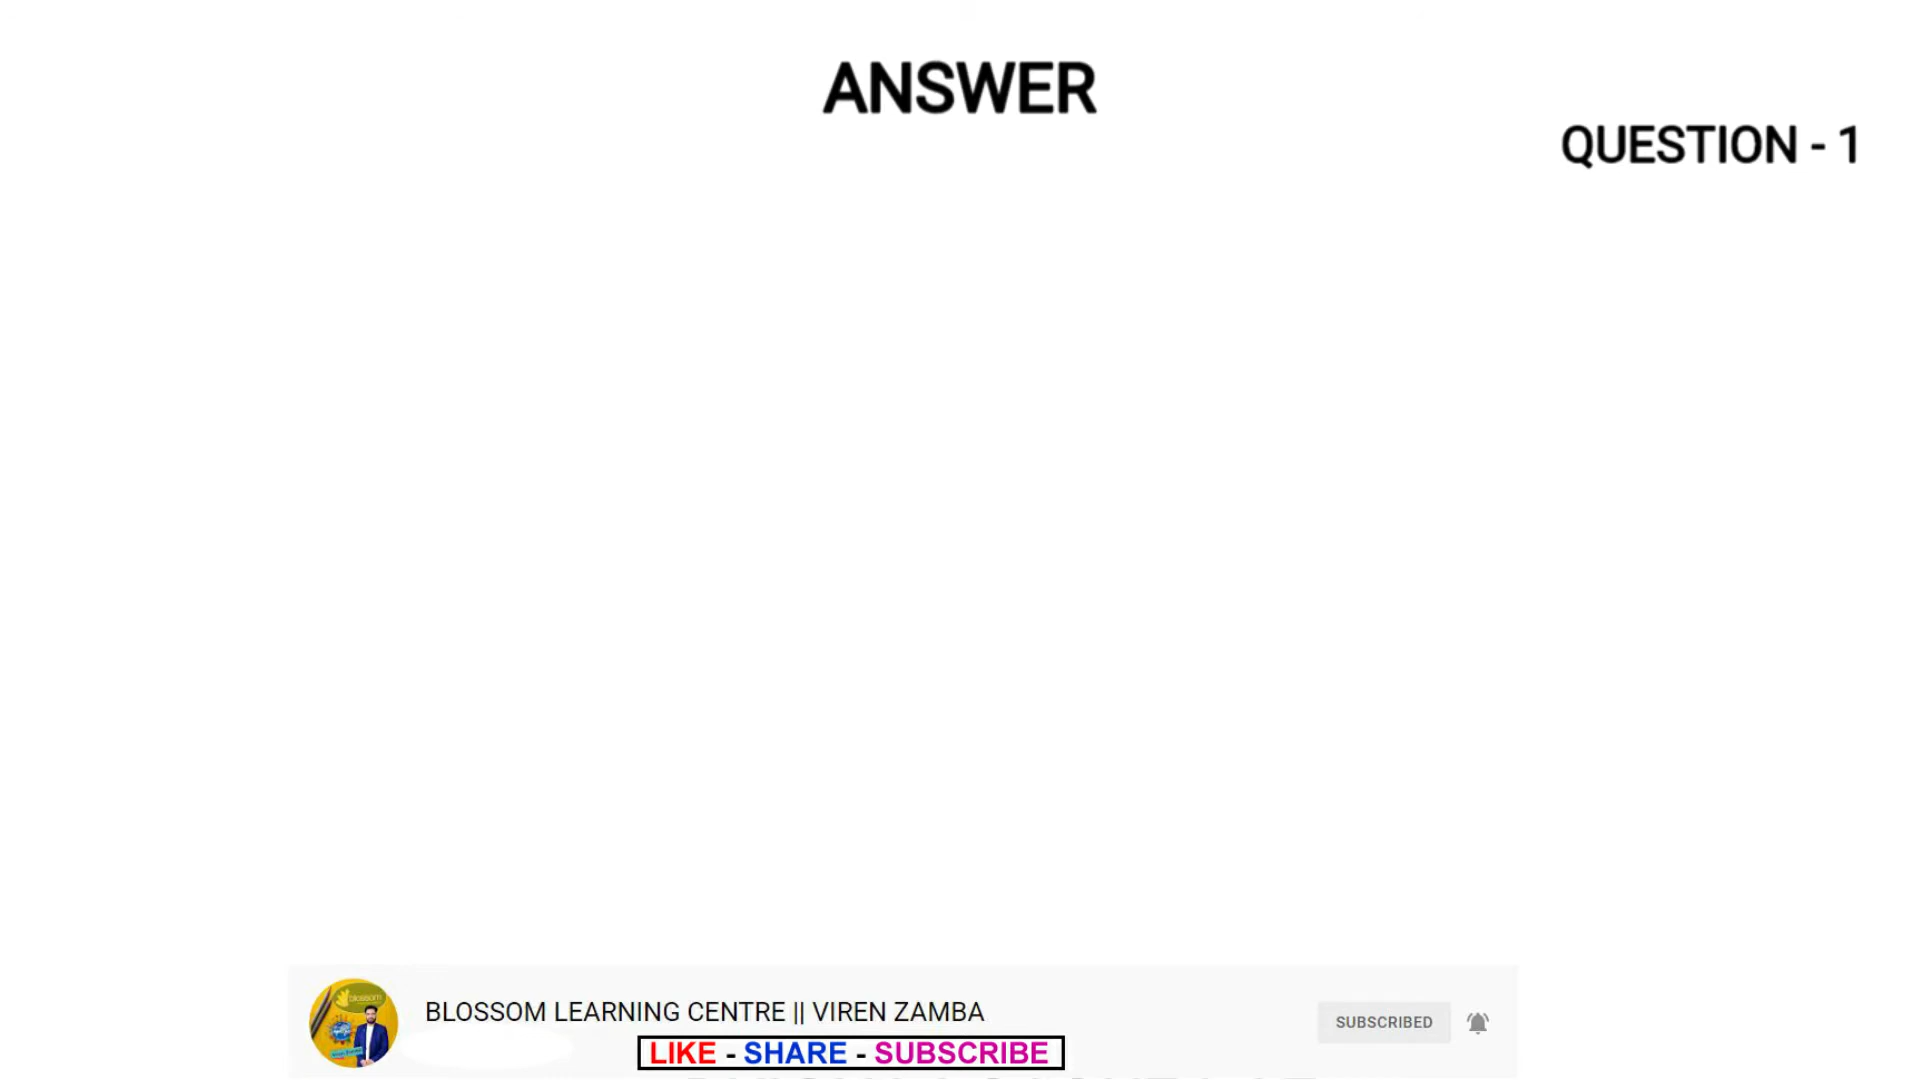 ANSWER
QUESTION - 1
BLOSSOM LEARNING CENTRE || VIREN ZAMBA
SUBSCRIBED
LIKE - SHARE - SUBSCRIBE